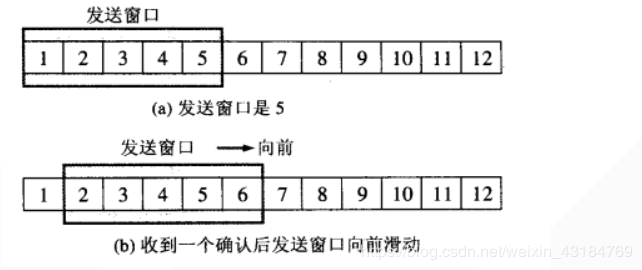 发送窗口
1 2 3 4 5 6 7 8 9 10 11 12
(a) 发送窗口是 5
发送窗口 向前
1 2 3 4 5 6 7 8 9 10 11 12
(b) 收到一个确认后发送窗口向前滑动
https://blog.csdn.net/weixin_43184769